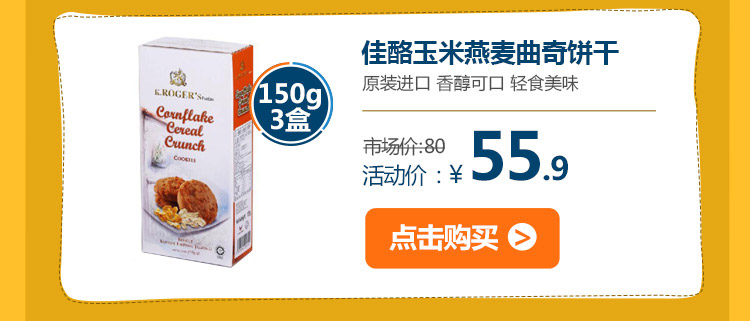 K.ROGER'S
Cornflake
Cereal
Crunch
COOKIES
150g
3盒
佳酪玉米燕麦曲奇饼干
原装进口 香醇可口 轻食美味
市场价:80
活动价：¥ 55.9
点击购买 >